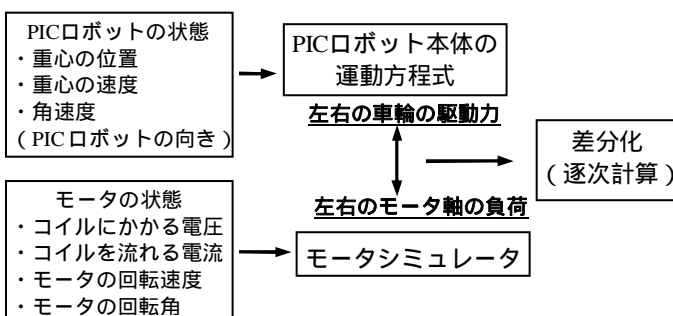 PICロボットの状態
・重心の位置
・重心の速度
・角速度
(PICロボットの向き)
PICロボット本体の
運動方程式
左右の車輪の駆動力
左右のモータ軸の負荷
差分化
(逐次計算)
モータの状態
・コイルにかかる電圧
・コイルを流れる電流
・モータの回転速度
・モータの回転角
モータシミュレータ